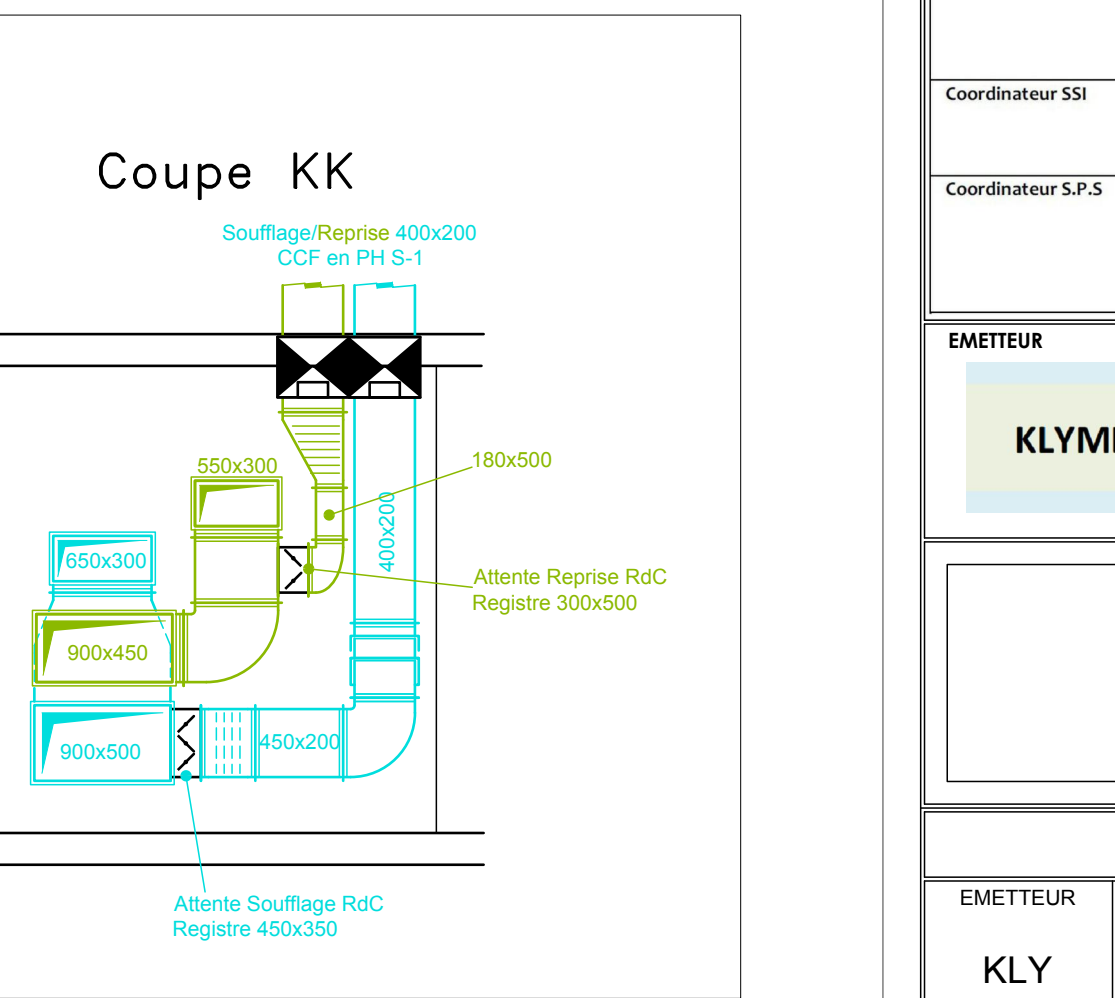 Coupe KK
Soufflage/Reprise 400x200
CCF en PH S-1
550x300
180x500
400x200
650x300
Attente Reprise RdC
Registre 300x500
900x450
900x500
450x200
Attente Soufflage RdC
Registre 450x350
Coordinateur SSI
Coordinateur S.P.S
EMETTEUR
EMETTEUR
KLY